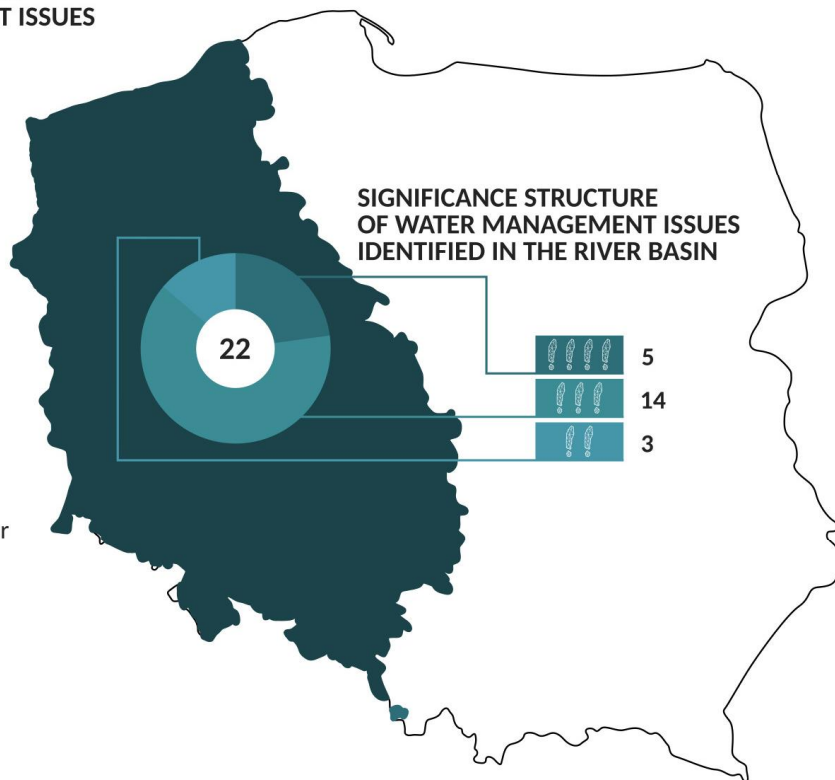 T ISSUES
SIGNIFICANCE STRUCTURE
OF WATER MANAGEMENT ISSUES
IDENTIFIED IN THE RIVER BASIN
22
5
14
3
r